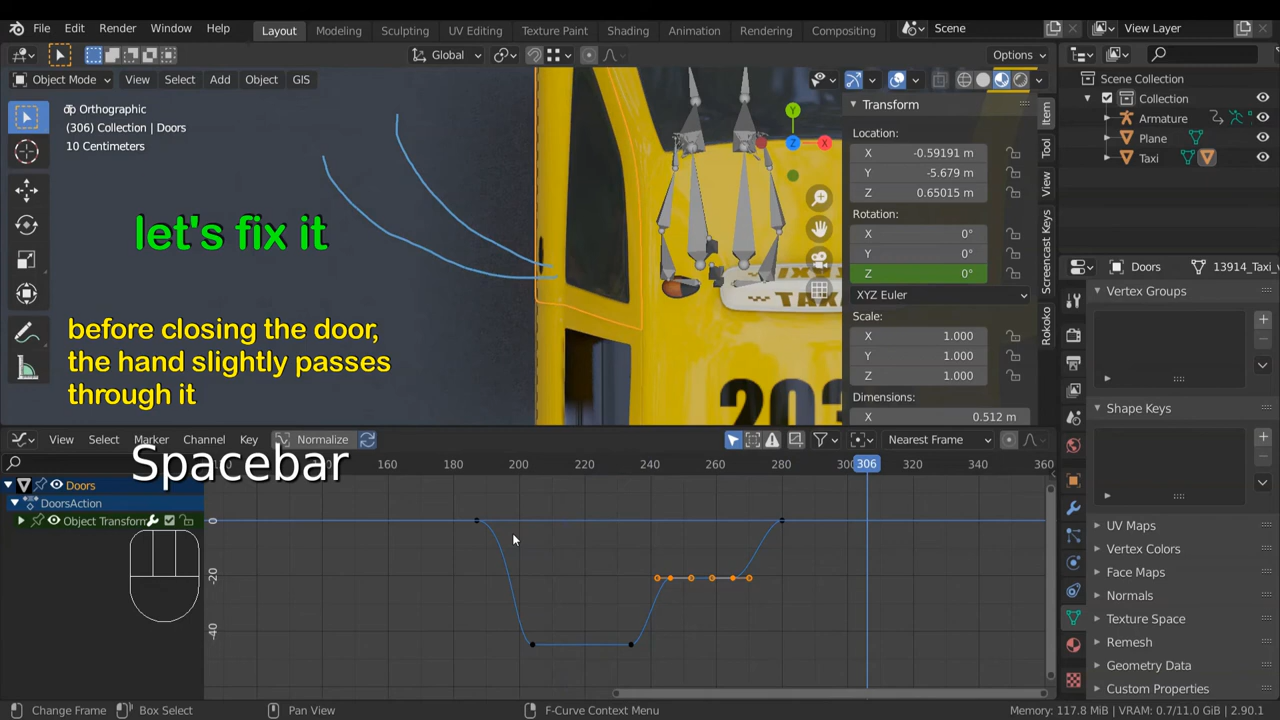 File Edit Render Window Help Layout Modeling Sculpting UV Editing Texture Paint Shading Animation Rendering Compositing Scene View Layer
Global Options
Object Mode View Select Add Object GIS
Orthographic
(306) Collection | Doors
10 Centimeters
let's fix it
before closing the door,
the hand slightly passes
through it
TAXI
203
Transform
Location:
X -0.59191 m
Y -5.679 m
Z 0.65015 m
Rotation:
X 0°
Y 0°
Z 0°
XYZ Euler
Scale:
X 1.000
Y 1.000
Z 1.000
Dimensions:
X 0.512 m
Item
Tool
View
Screencast Keys
Rokoko
Y
X
Z
Scene Collection
Collection
Armature
Plane
Taxi
Doors 13914_Taxi_v
Vertex Groups
Shape Keys
UV Maps
Vertex Colors
Face Maps
Normals
Texture Space
Remesh
Geometry Data
Custom Properties
View Select Marker Channel Key Normalize Nearest Frame
Spacebar
160 180 200 220 240 260 280 306 320 340 360
Doors
DoorsAction
Object Transform
0
-20
-40
Change Frame Box Select Pan View F-Curve Context Menu Memory: 117.8 MiB | VRAM: 0.7/11.0 GiB | 2.90.1